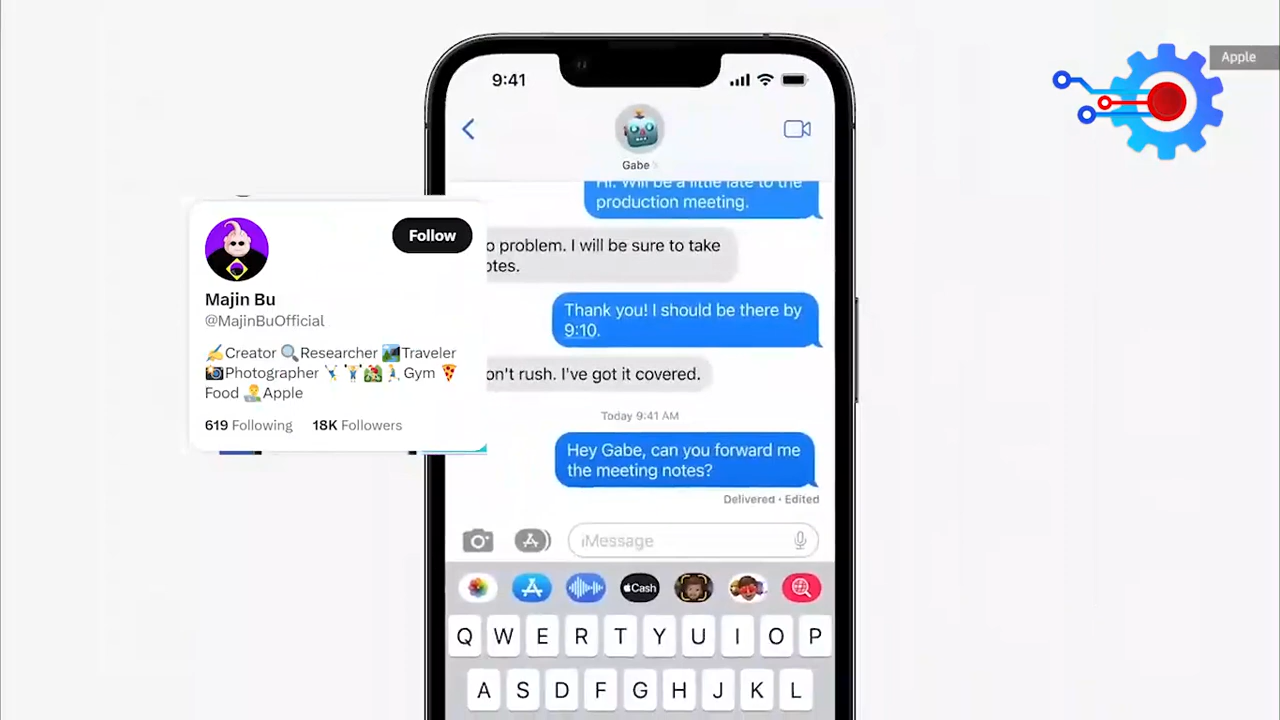 Apple
9:41
Gabe
Hi. Will be a little late to the
production meeting.
o problem. I will be sure to take
otes.
Thank you! I should be there by
9:10.
on't rush. I've got it covered.
Today 9:41 AM
Hey Gabe, can you forward me
the meeting notes?
Delivered · Edited
iMessage
Cash
Q W E R T Y U I O P
A S D F G H J K L
Follow
Majin Bu
@MajinBuOfficial
✍Creator 🔍Researcher 🏞Traveler
📸Photographer 🤸🏋🏡🚶Gym 🍕
Food 👨‍💻Apple
619 Following 18K Followers